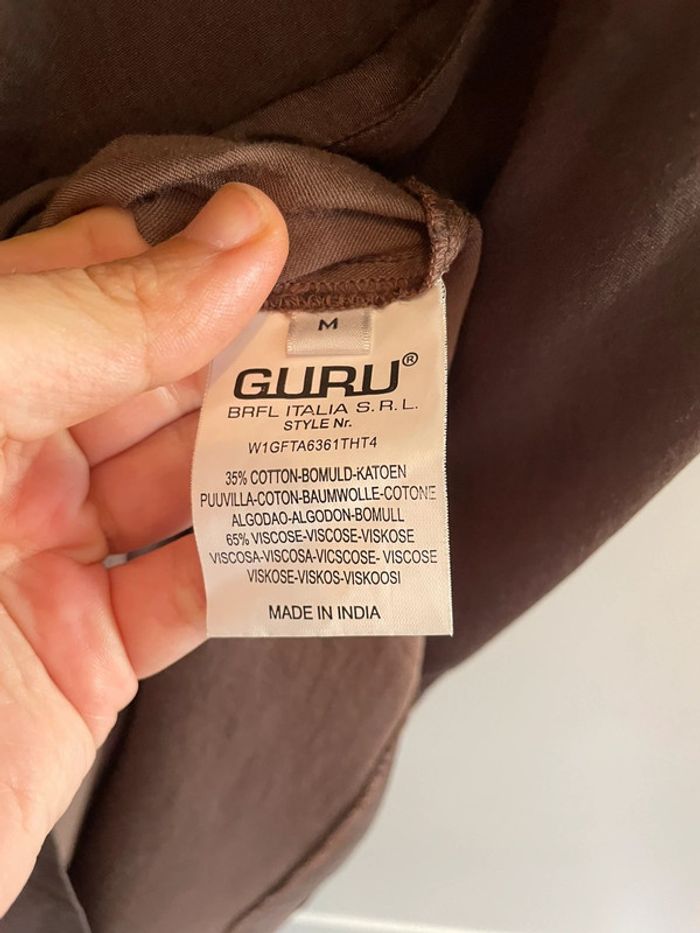 M
GURU®
BRFL ITALIA S.R.L.
STYLE Nr.
W1GFTA6361THT4
35% COTTON-BOMULD-KATOEN
PUUVILLA-COTON-BAUMWOLLE-COTONE
ALGODAO-ALGODON-BOMULL
65% VISCOSE-VISCOSE-VISKOSE
VISCOSA-VISCOSA-VICSCOSE- VISCOSE
VISKOSE-VISKOS-VISKOOSI
MADE IN INDIA